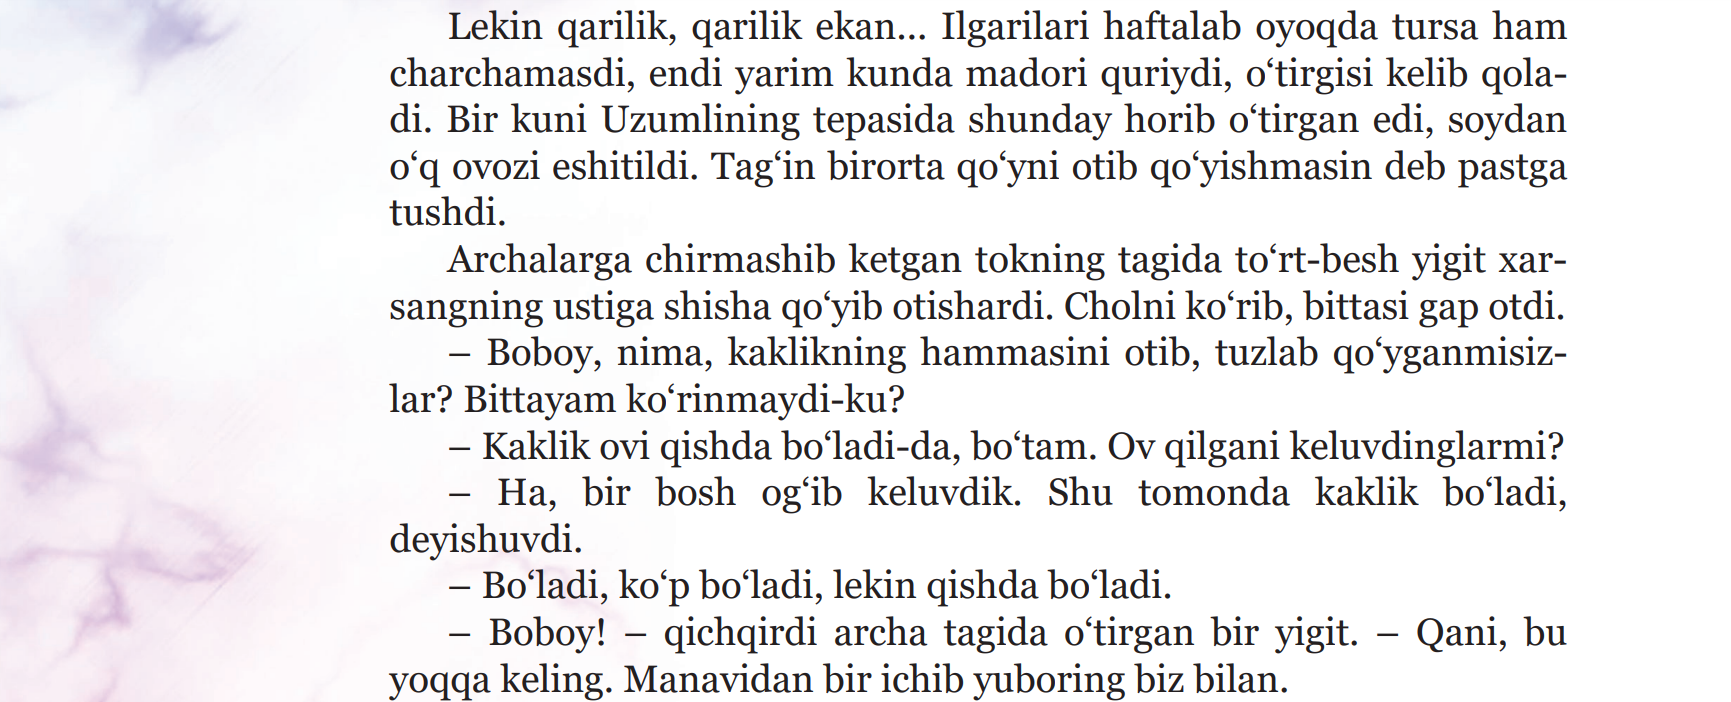 Lekin qarilik, qarilik ekan... Ilgarilari haftalab oyoqda tursa ham
charchamasdi, endi yarim kunda madori quriydi, o‘tirgisi kelib qola-
di. Bir kuni Uzumlining tepasida shunday horib o‘tirgan edi, soydan
o‘q ovozi eshitildi. Tag‘in birorta qo‘yni otib qo‘yishmasin deb pastga
tushdi.
Archalarga chirmashib ketgan tokning tagida to‘rt-besh yigit xar-
sangning ustiga shisha qo‘yib otishardi. Cholni ko‘rib, bittasi gap otdi.
– Boboy, nima, kaklikning hammasini otib, tuzlab qo‘yganmisiz-
lar? Bittayam ko‘rinmaydi-ku?
– Kaklik ovi qishda bo‘ladi-da, bo‘tam. Ov qilgani keluvdinglarmi?
– Ha, bir bosh og‘ib keluvdik. Shu tomonda kaklik bo‘ladi,
deyishuvdi.
– Bo‘ladi, ko‘p bo‘ladi, lekin qishda bo‘ladi.
– Boboy! – qichqirdi archa tagida o‘tirgan bir yigit. – Qani, bu
yoqqa keling. Manavidan bir ichib yuboring biz bilan.